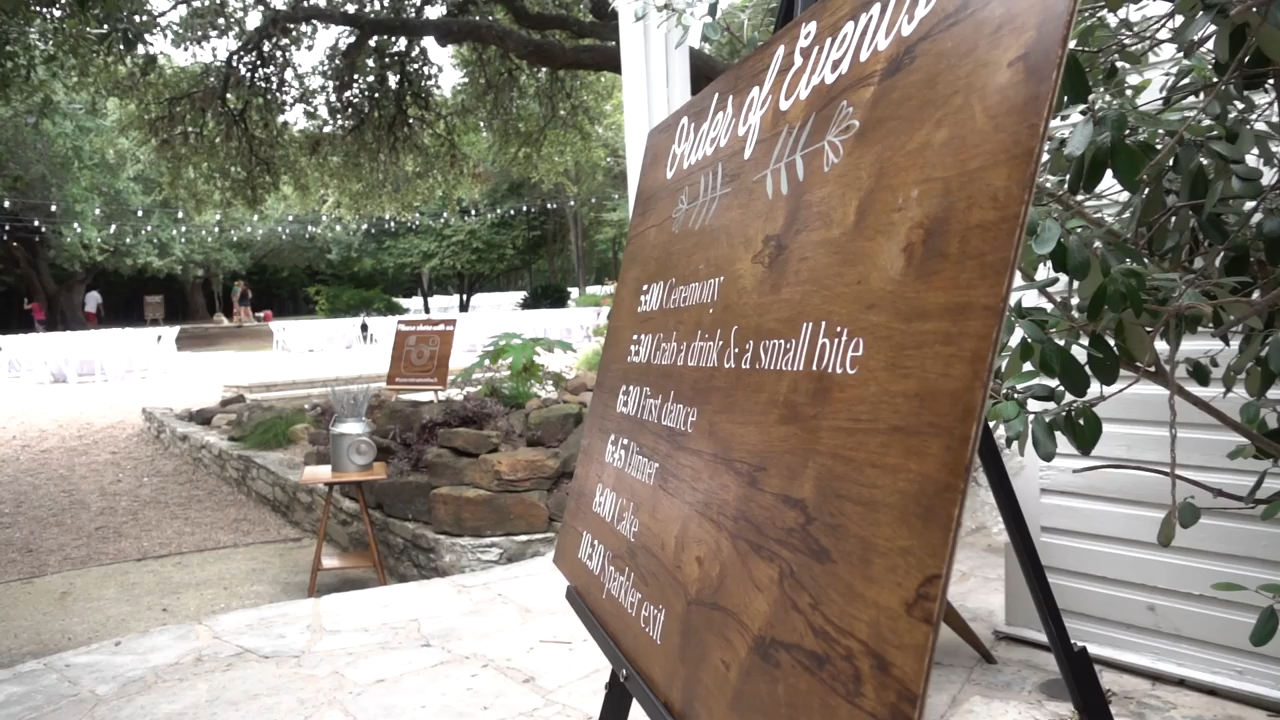 Order of Events
5:00 Ceremony
5:30 Grab a drink & a small bite
6:30 First dance
6:45 Dinner
8:00 Cake
10:30 Sparkler exit
Please share with us